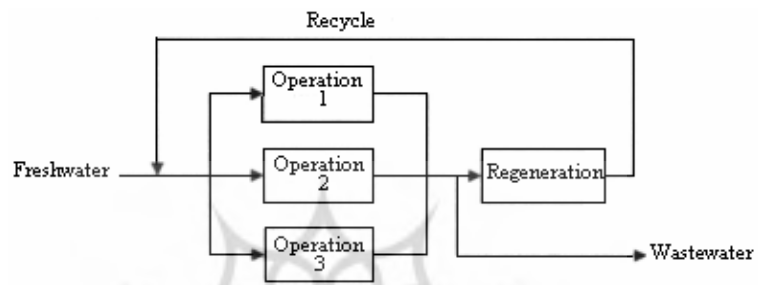 Recycle
Operation
1
Freshwater
Operation
2
Regeneration
Operation
3
Wastewater